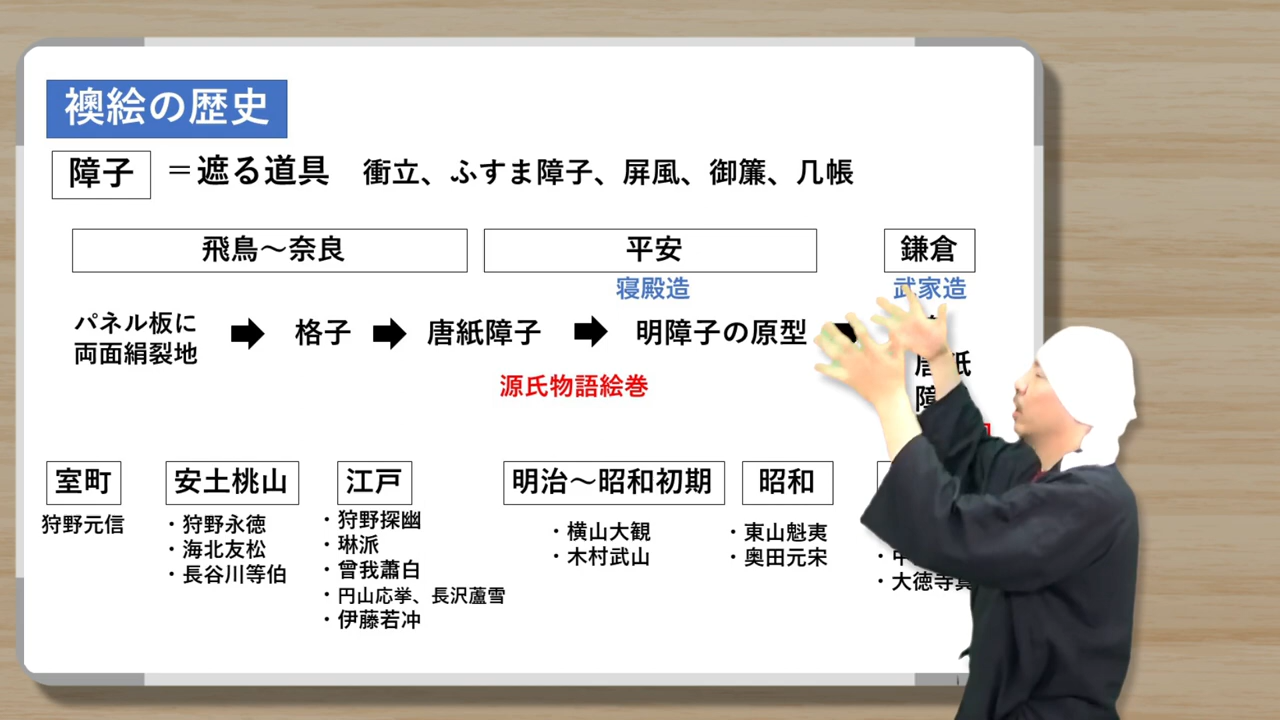 襖絵の歴史
障子 ＝遮る道具 衝立、ふすま障子、屏風、御簾、几帳
飛鳥～奈良 平安 鎌倉
寝殿造 武家造
パネル板に
両面絹裂地
格子 唐紙障子 明障子の原型
源氏物語絵巻
室町 安土桃山 江戸 明治～昭和初期 昭和
狩野元信
・狩野永徳
・海北友松
・長谷川等伯
・狩野探幽
・琳派
・曾我蕭白
・円山応挙、長沢蘆雪
・伊藤若冲
・横山大観
・木村武山
・東山魁夷
・奥田元宋
・大徳寺